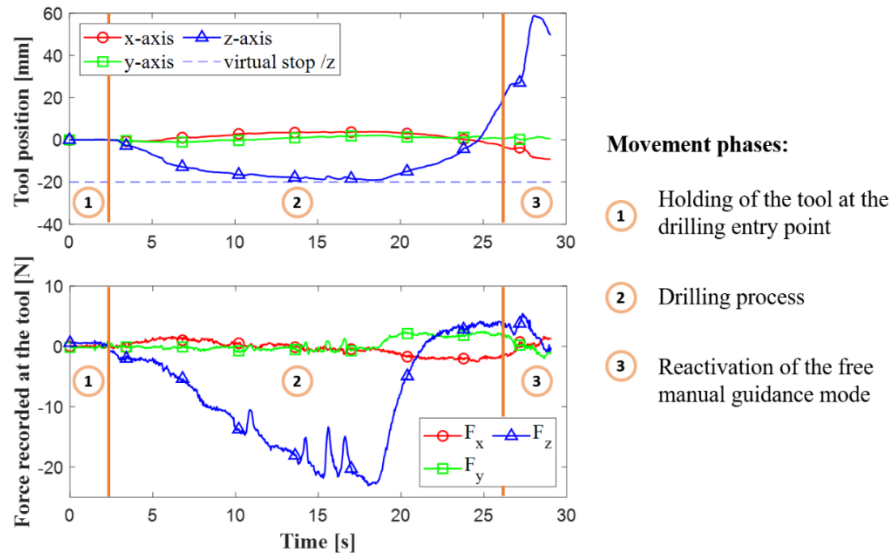 60
40
20
0
-20
-40
Tool position [mm]
x-axis z-axis
y-axis virtual stop /z
1 2 3
0 5 10 15 20 25 30
10
0
-10
-20
Force recorded at the tool [N]
1 2 3
F_x F_z
F_y
0 5 10 15 20 25 30
Time [s]
Movement phases:
1 Holding of the tool at the
drilling entry point
2 Drilling process
3 Reactivation of the free
manual guidance mode